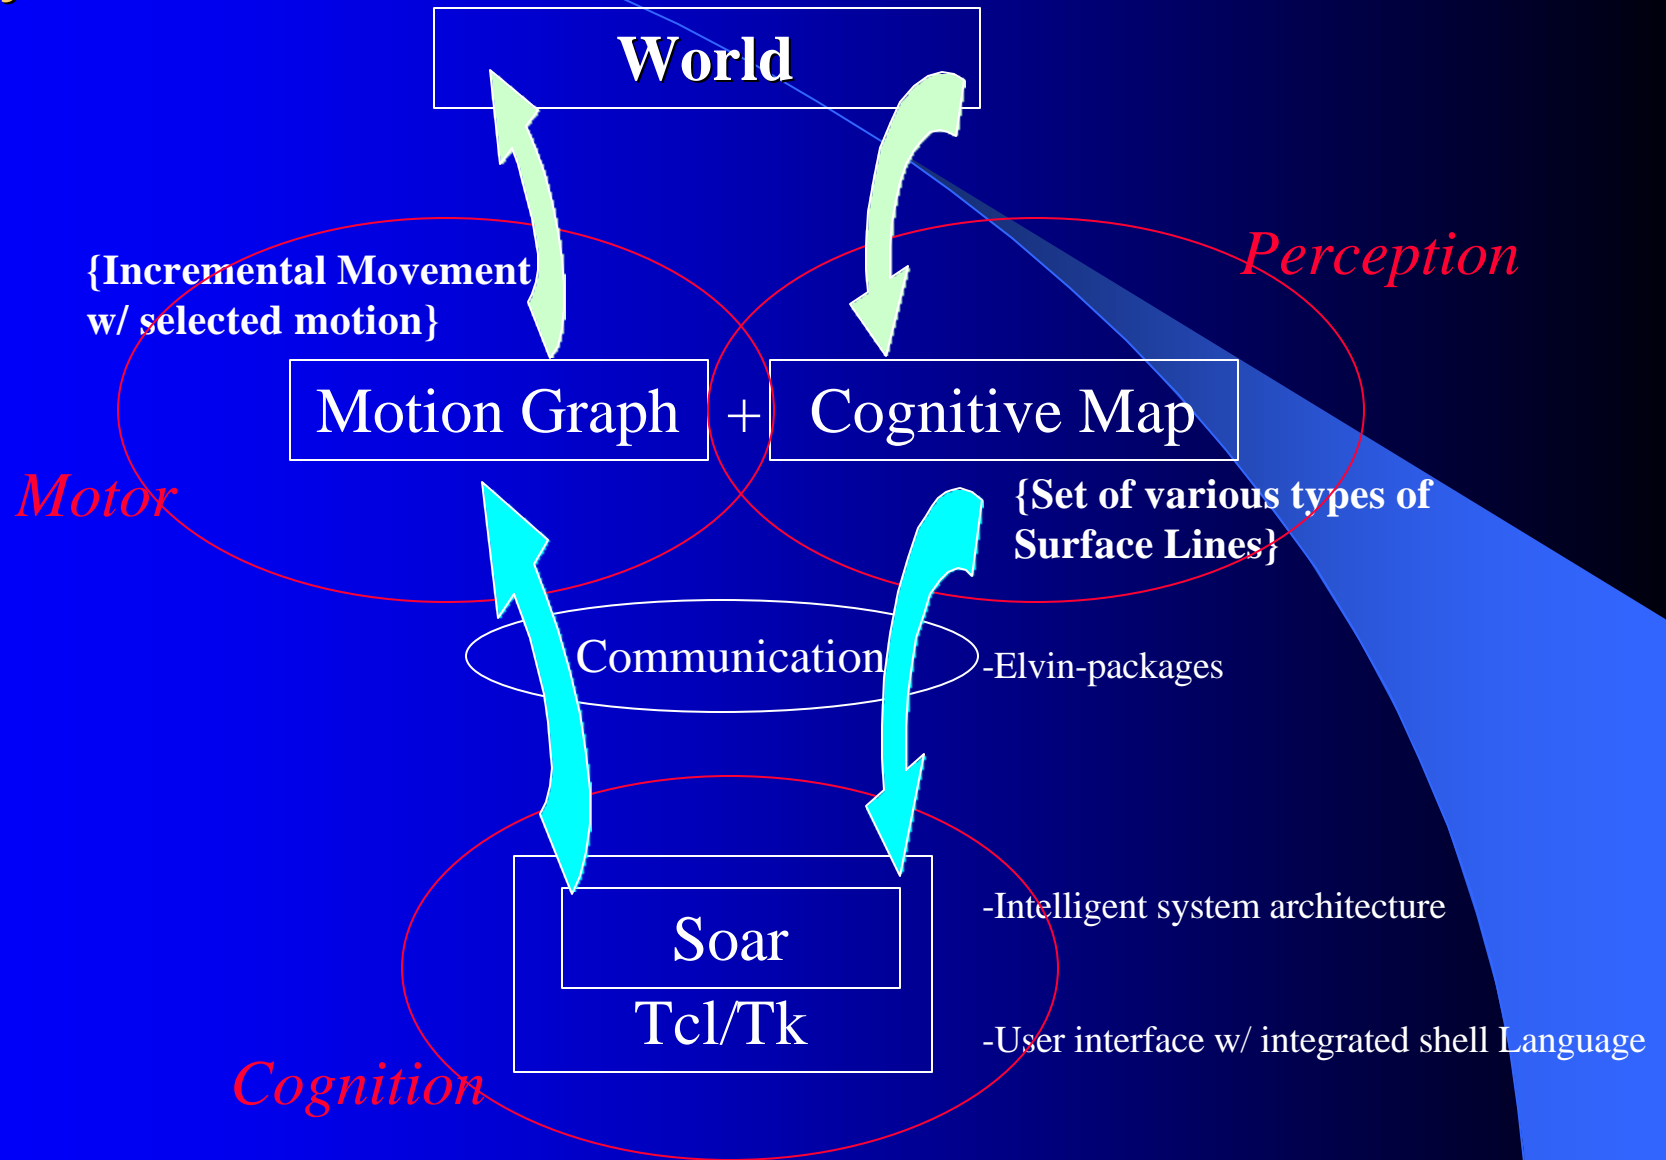 World
Perception
{Incremental Movement
w/ selected motion}
Motion Graph + Cognitive Map
Motor
{Set of various types of
Surface Lines}
Communication
-Elvin-packages
-Intelligent system architecture
Soar
Tcl/Tk
-User interface w/ integrated shell Language
Cognition